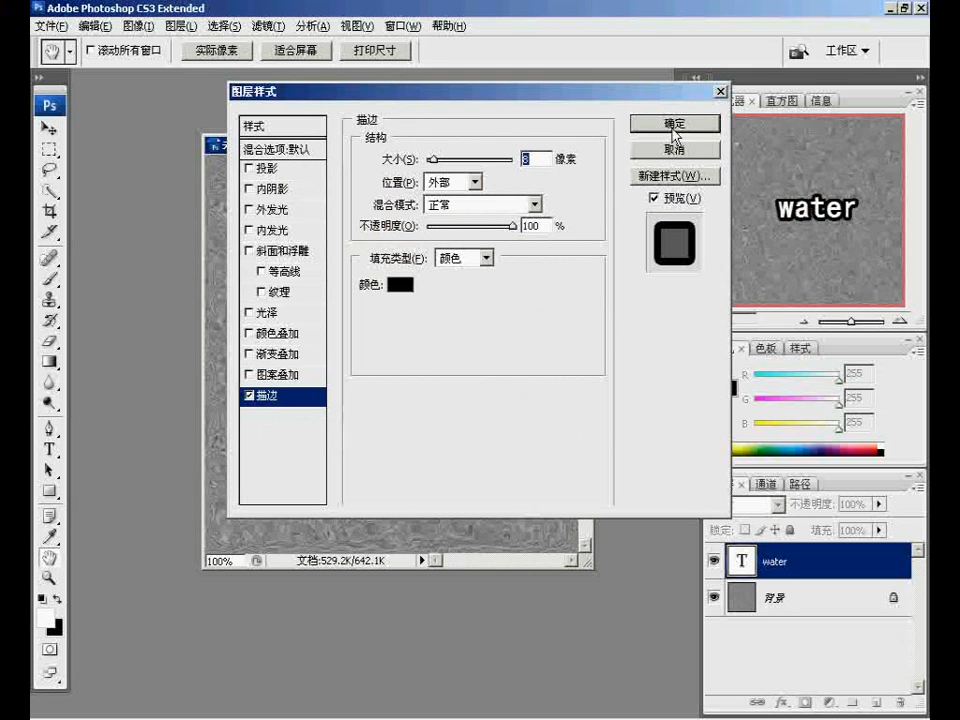 Adobe Photoshop CS3 Extended
文件(F) 编辑(E) 图像(I) 图层(L) 选择(S) 滤镜(T) 分析(A) 视图(V) 窗口(W) 帮助(H)
滚动所有窗口 实际像素 适合屏幕 打印尺寸 工作区
Ps
图层样式
样式
混合选项:默认
投影
内阴影
外发光
内发光
斜面和浮雕
等高线
纹理
光泽
颜色叠加
渐变叠加
图案叠加
描边
描边
结构
大小(S): 8 像素
位置(P): 外部
混合模式: 正常
不透明度(O): 100 %
填充类型(F): 颜色
颜色:
确定
取消
新建样式(W)...
预览(V)
直方图 信息
water
色板 样式
R 255
G 255
B 255
通道 路径
不透明度: 100%
锁定: 填充: 100%
T water
背景
100% 文档:529.2K/642.1K